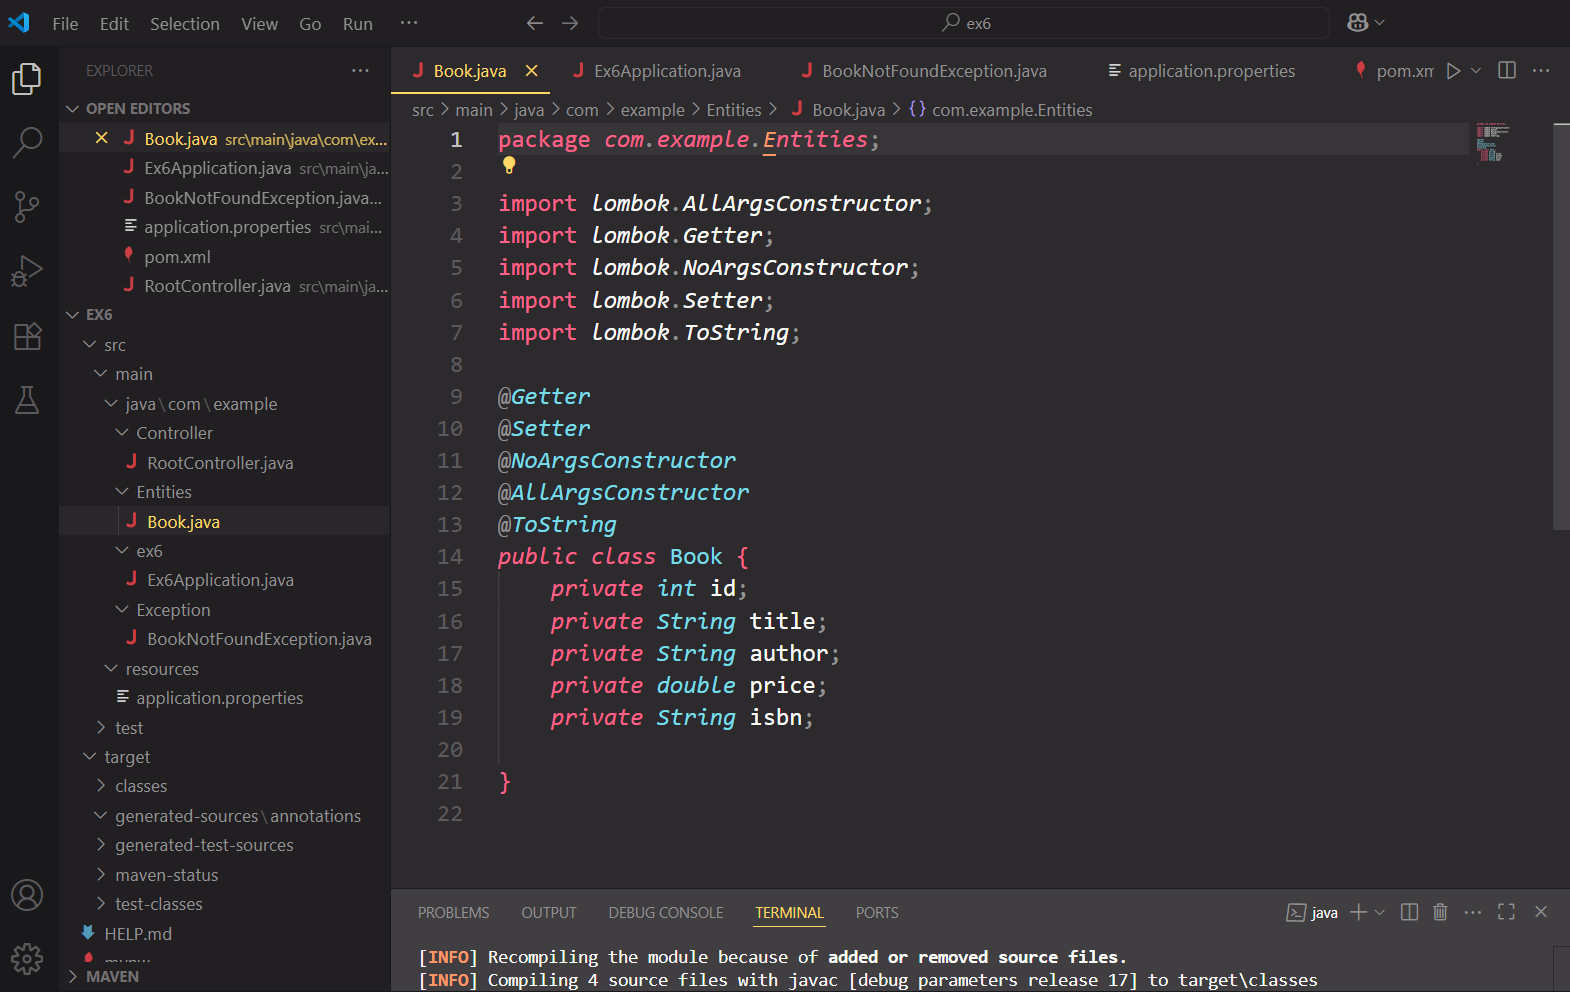 File Edit Selection View Go Run ··· ex6
EXPLORER ···
OPEN EDITORS
Book.java src\main\java\com\ex...
Ex6Application.java src\main\ja...
BookNotFoundException.java...
application.properties src\mai...
pom.xml
RootController.java src\main\ja...
EX6
src
main
java\com\example
Controller
RootController.java
Entities
Book.java
ex6
Ex6Application.java
Exception
BookNotFoundException.java
resources
application.properties
test
target
classes
generated-sources\annotations
generated-test-sources
maven-status
test-classes
HELP.md
MAVEN
Book.java Ex6Application.java BookNotFoundException.java application.properties pom.xm
src > main > java > com > example > Entities > Book.java > {} com.example.Entities
1 package com.example.Entities;
2
3 import lombok.AllArgsConstructor;
4 import lombok.Getter;
5 import lombok.NoArgsConstructor;
6 import lombok.Setter;
7 import lombok.ToString;
8
9 @Getter
10 @Setter
11 @NoArgsConstructor
12 @AllArgsConstructor
13 @ToString
14 public class Book {
15 private int id;
16 private String title;
17 private String author;
18 private double price;
19 private String isbn;
20
21 }
22
PROBLEMS OUTPUT DEBUG CONSOLE TERMINAL PORTS java
[INFO] Recompiling the module because of added or removed source files.
[INFO] Compiling 4 source files with javac [debug parameters release 17] to target\classes